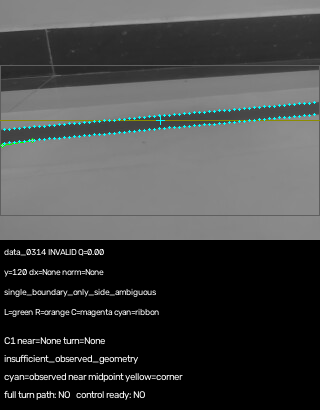 data_0314 INVALID Q=0.00
y=120 dx=None norm=None
single_boundary_only_side_ambiguous
L=green R=orange C=magenta cyan=ribbon
C1 near=None turn=None
insufficient_observed_geometry
cyan=observed near midpoint yellow=corner
full turn path: NO control ready: NO